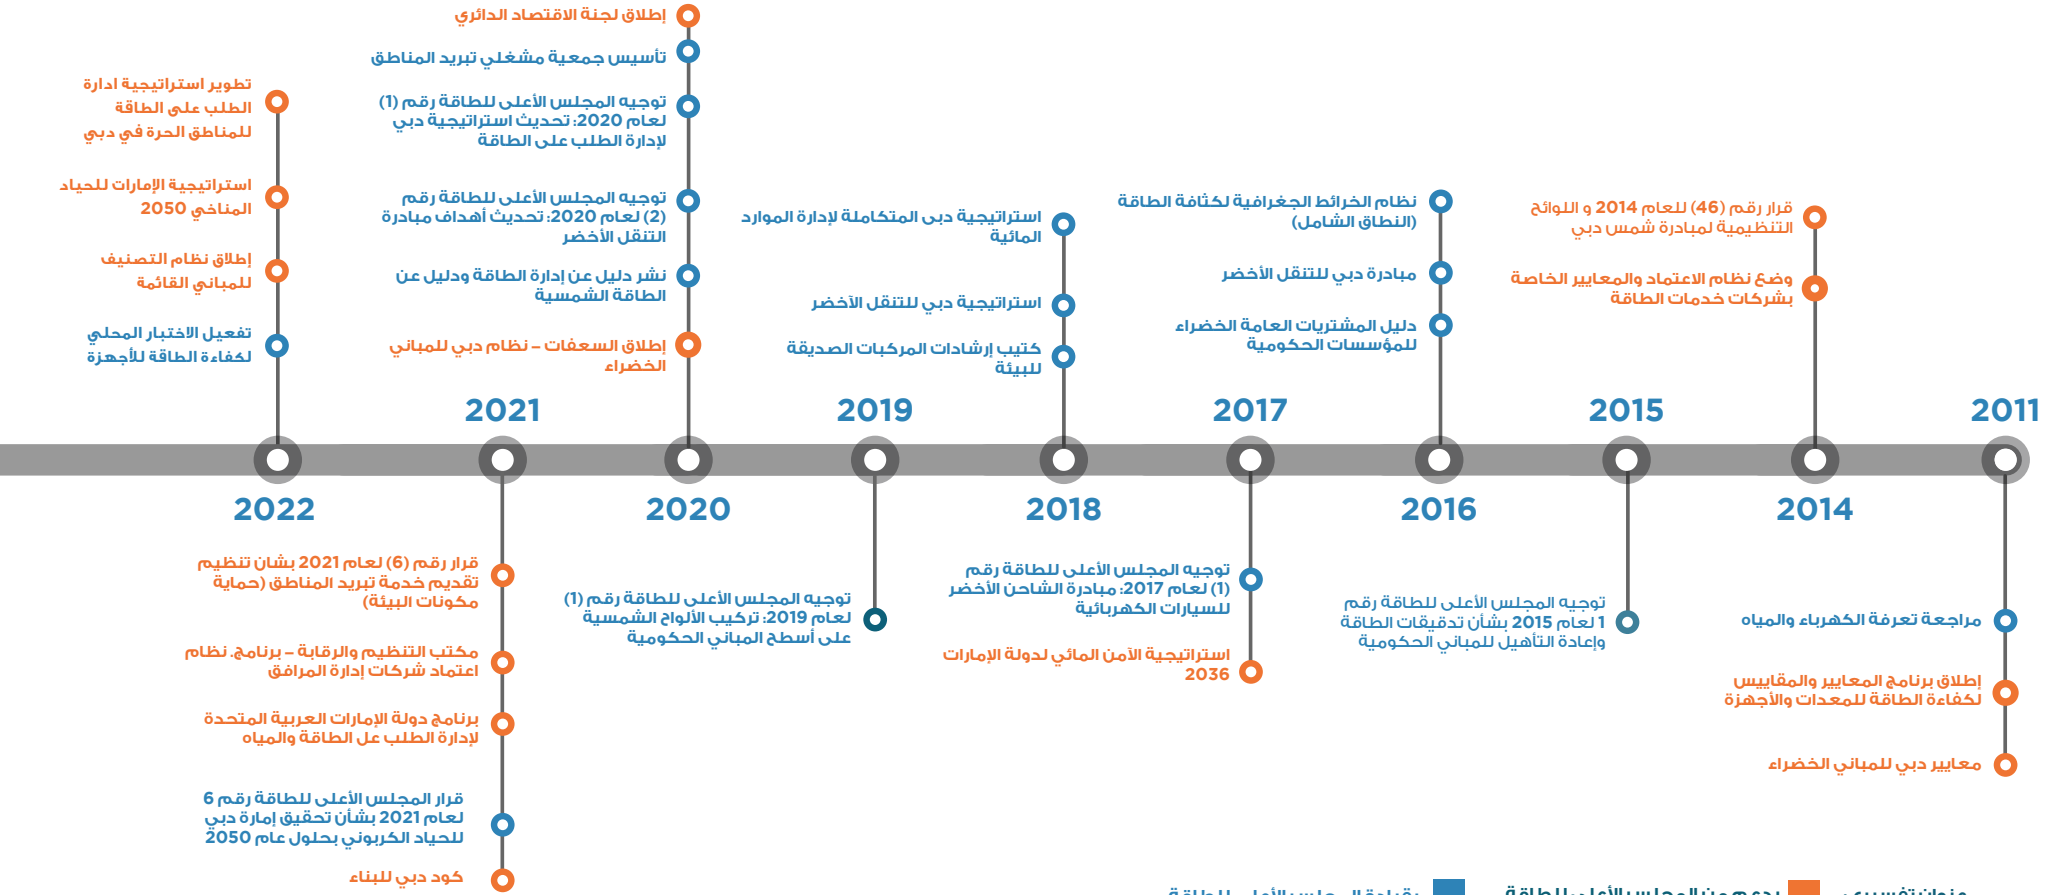 2011
مراجعة تعرفة الكهرباء والمياه
إطلاق برنامج المعايير والمقاييس
لكفاءة الطاقة للمعدات والأجهزة
معايير دبي للمباني الخضراء
قرار رقم (46) للعام 2014 و اللوائح
التنظيمية لمبادرة شمس دبي
وضع نظام الاعتماد والمعايير الخاصة
بشركات خدمات الطاقة
2014
2015
توجيه المجلس الأعلى للطاقة رقم
1 لعام 2015 بشأن تدقيقات الطاقة
وإعادة التأهيل للمباني الحكومية
نظام الخرائط الجغرافية لكثافة الطاقة
(النطاق الشامل)
مبادرة دبي للتنقل الأخضر
دليل المشتريات العامة الخضراء
للمؤسسات الحكومية
2016
2017
توجيه المجلس الأعلى للطاقة رقم
(1) لعام 2017: مبادرة الشاحن الأخضر
للسيارات الكهربائية
استراتيجية الأمن المائي لدولة الإمارات
2036
استراتيجية دبى المتكاملة لإدارة الموارد
المائية
استراتيجية دبي للتنقل الأخضر
كتيب إرشادات المركبات الصديقة
للبيئة
2018
2019
توجيه المجلس الأعلى للطاقة رقم (1)
لعام 2019: تركيب الألواح الشمسية
على أسطح المباني الحكومية
إطلاق لجنة الاقتصاد الدائري
تأسيس جمعية مشغلي تبريد المناطق
توجيه المجلس الأعلى للطاقة رقم (1)
لعام 2020: تحديث استراتيجية دبي
لإدارة الطلب على الطاقة
توجيه المجلس الأعلى للطاقة رقم
(2) لعام 2020: تحديث أهداف مبادرة
التنقل الأخضر
نشر دليل عن إدارة الطاقة ودليل عن
الطاقة الشمسية
إطلاق السعفات – نظام دبي للمباني
الخضراء
2020
2021
قرار رقم (6) لعام 2021 بشان تنظيم
تقديم خدمة تبريد المناطق (حماية
مكونات البيئة)
مكتب التنظيم والرقابة – برنامج. نظام
اعتماد شركات إدارة المرافق
برنامج دولة الإمارات العربية المتحدة
لإدارة الطلب عل الطاقة والمياه
قرار المجلس الأعلى للطاقة رقم 6
لعام 2021 بشأن تحقيق إمارة دبي
للحياد الكربوني بحلول عام 2050
كود دبي للبناء
تطوير استراتيجية ادارة
الطلب على الطاقة
للمناطق الحرة في دبي
استراتيجية الإمارات للحياد
المناخي 2050
إطلاق نظام التصنيف
للمباني القائمة
تفعيل الاختبار المحلي
لكفاءة الطاقة للأجهزة
2022